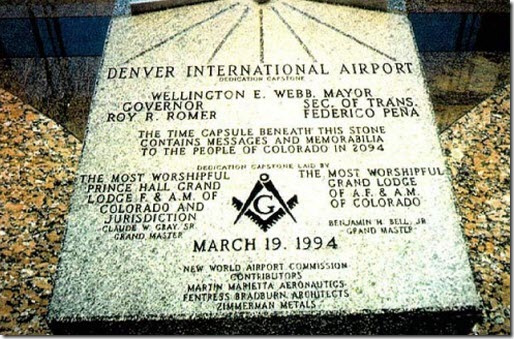 DENVER INTERNATIONAL AIRPORT
DEDICATION CAPSTONE
WELLINGTON E. WEBB, MAYOR
GOVERNOR
ROY R. ROMER
SEC. OF TRANS.
FEDERICO PEÑA
THE TIME CAPSULE BENEATH THIS STONE
CONTAINS MESSAGES AND MEMORABILIA
TO THE PEOPLE OF COLORADO IN 2094
DEDICATION CAPSTONE LAID BY
THE MOST WORSHIPFUL
PRINCE HALL GRAND
LODGE F. & A.M. OF
COLORADO AND
JURISDICTION
CLAUDE W. GRAY, SR.
GRAND MASTER
THE MOST WORSHIPFUL
GRAND LODGE
OF A.F. & A.M.
OF COLORADO
BENJAMIN H. BELL, JR
GRAND MASTER
G
MARCH 19, 1994
NEW WORLD AIRPORT COMMISSION
CONTRIBUTORS
MARTIN MARIETTA AERONAUTICS
FENTRESS BRADBURN, ARCHITECTS
ZIMMERMAN METALS